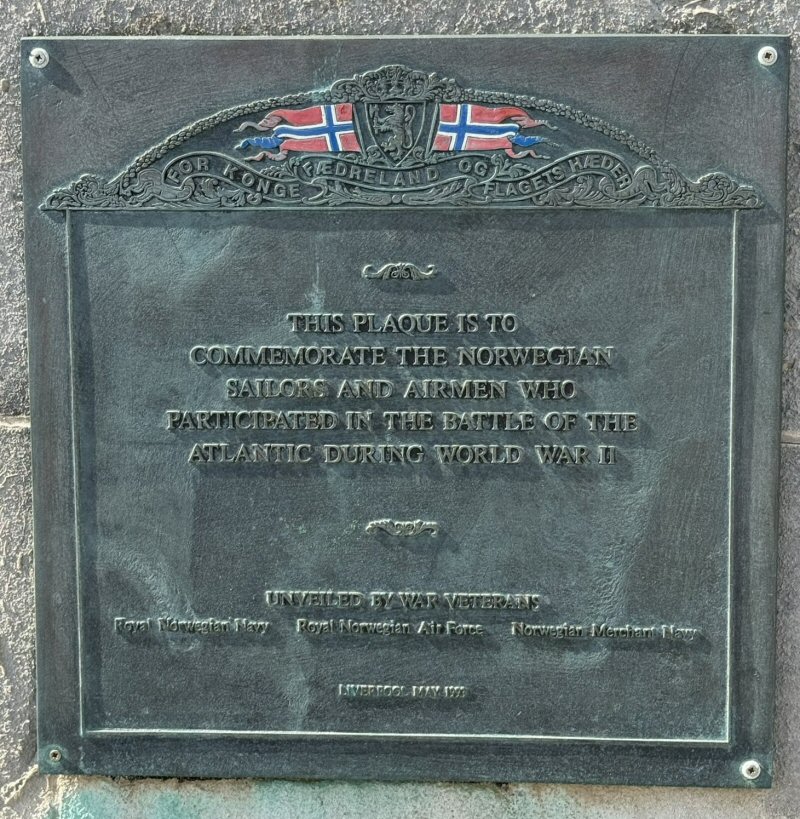 FOR KONGE FÆDRELAND OG FLAGETS HÆDER
THIS PLAQUE IS TO
COMMEMORATE THE NORWEGIAN
SAILORS AND AIRMEN WHO
PARTICIPATED IN THE BATTLE OF THE
ATLANTIC DURING WORLD WAR II
UNVEILED BY WAR VETERANS
Royal Norwegian Navy Royal Norwegian Air Force Norwegian Merchant Navy
LIVERPOOL MAY 1993